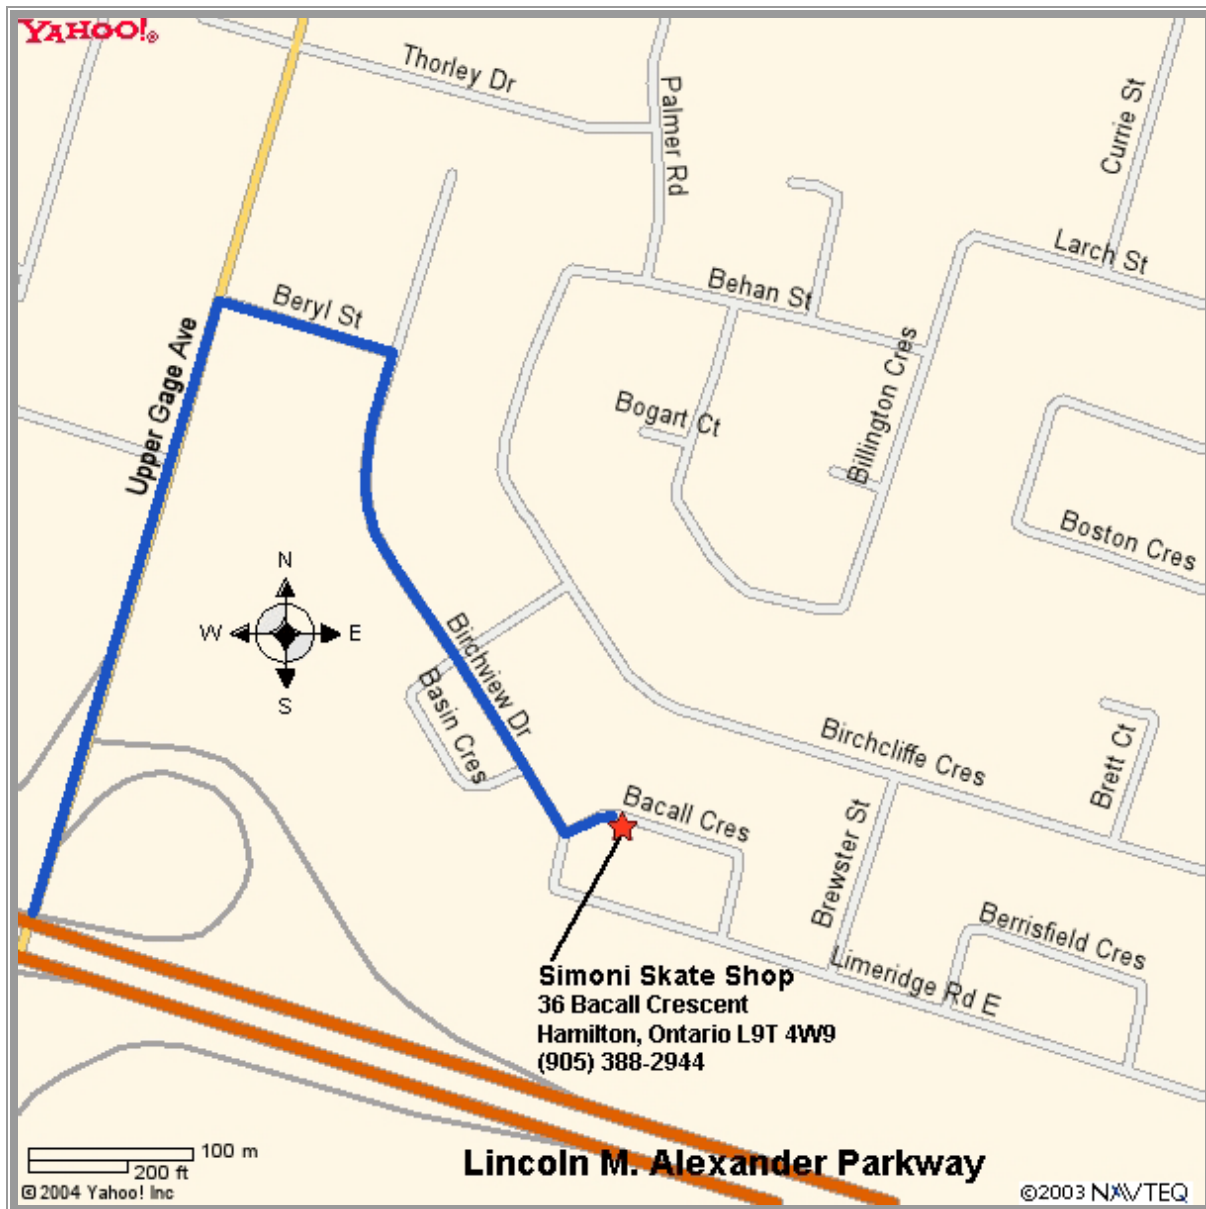 YAHOO!®
Thorley Dr
Palmer Rd
Currie St
Larch St
Behan St
Beryl St
Upper Gage Ave
Billington Cres
Bogart Ct
Boston Cres
N
W E
S
Birchview Dr
Basin Cres
Birchcliffe Cres
Brett Ct
Bacall Cres
Brewster St
Berrisfield Cres
Limeridge Rd E
Simoni Skate Shop
36 Bacall Crescent
Hamilton, Ontario L9T 4W9
(905) 388-2944
Lincoln M. Alexander Parkway
100 m
200 ft
©2004 Yahoo! Inc
©2003 NAVTEQ